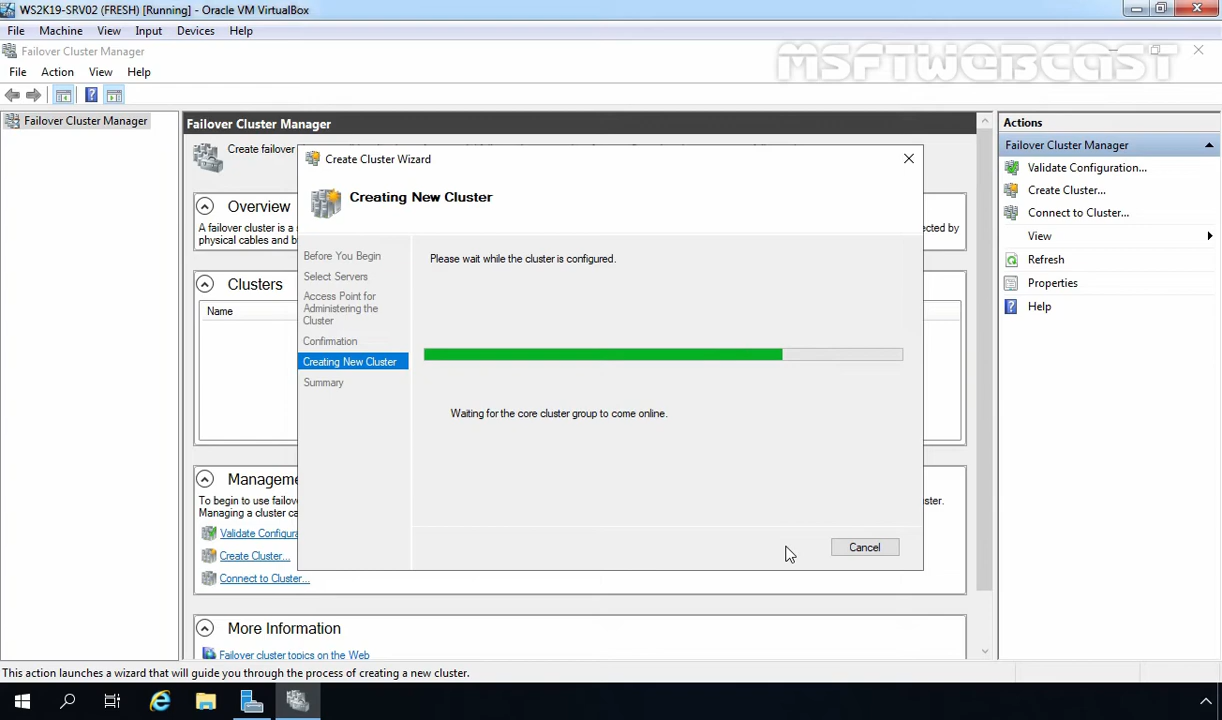 WS2K19-SRV02 (FRESH) [Running] - Oracle VM VirtualBox
File Machine View Input Devices Help
Failover Cluster Manager
MSFTWEBCAST
File Action View Help
Failover Cluster Manager
Failover Cluster Manager
Create failover
Overview
A failover cluster is a s
physical cables and b
ected by
Clusters
Name
Manageme
To begin to use failov
Managing a cluster ca
ster.
Validate Configura
Create Cluster...
Connect to Cluster...
More Information
Failover cluster topics on the Web
Create Cluster Wizard
Creating New Cluster
Before You Begin
Select Servers
Access Point for
Administering the
Cluster
Confirmation
Creating New Cluster
Summary
Please wait while the cluster is configured.
Waiting for the core cluster group to come online.
Cancel
Actions
Failover Cluster Manager
Validate Configuration...
Create Cluster...
Connect to Cluster...
View
Refresh
Properties
Help
This action launches a wizard that will guide you through the process of creating a new cluster.